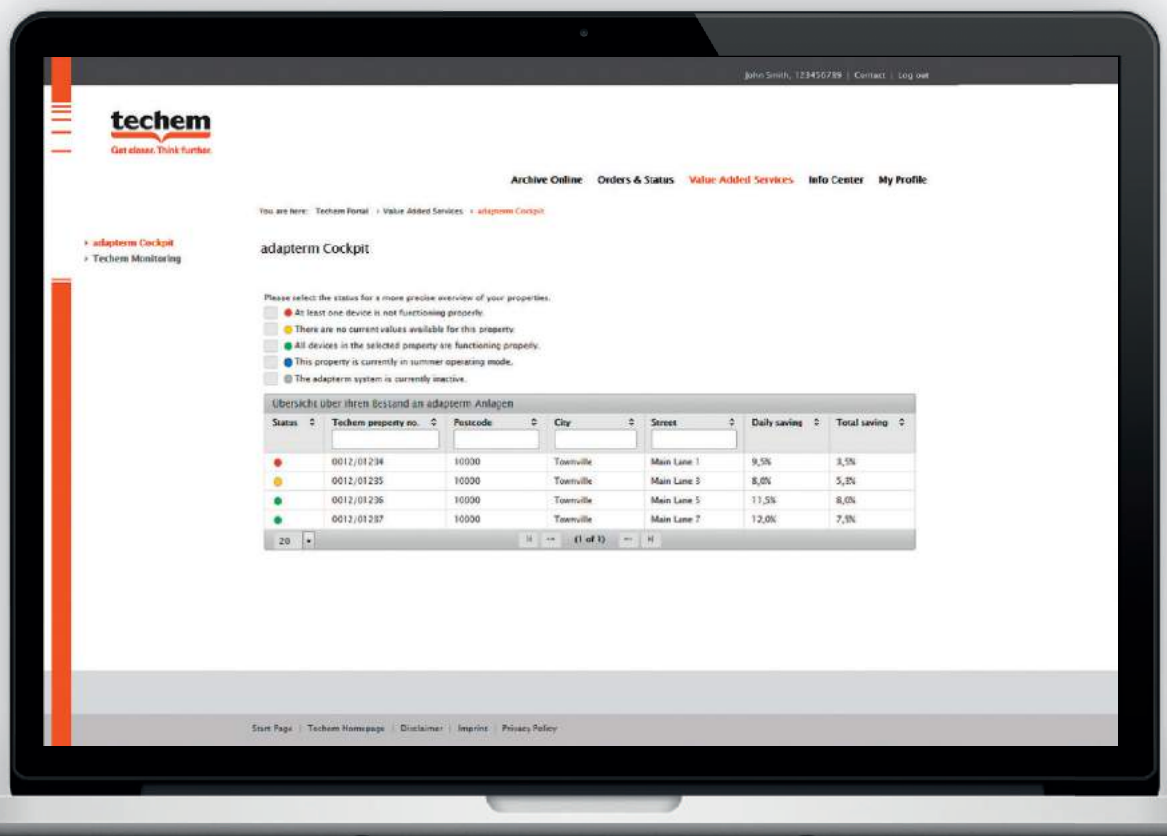 John Smith, 123456789 | Contact | Log out
techem
Get closer. Think further.
Archive Online Orders & Status Value Added Services Info Center My Profile
You are here: Techem Portal › Value Added Services › adapterm Cockpit
› adapterm Cockpit
› Techem Monitoring
adapterm Cockpit
Please select the status for a more precise overview of your properties.
At least one device is not functioning properly.
There are no current values available for this property.
All devices in the selected property are functioning properly.
This property is currently in summer operating mode.
The adapterm system is currently inactive.
Übersicht über Ihren Bestand an adapterm Anlagen
Status Techem property no. Postcode City Street Daily saving Total saving
0012/01234 10000 Townville Main Lane 1 9,5% 3,5%
0012/01235 10000 Townville Main Lane 3 8,0% 5,3%
0012/01236 10000 Townville Main Lane 5 11,5% 8,0%
0012/01237 10000 Townville Main Lane 7 12,0% 7,5%
20 (1 of 1)
Start Page | Techem Homepage | Disclaimer | Imprint | Privacy Policy